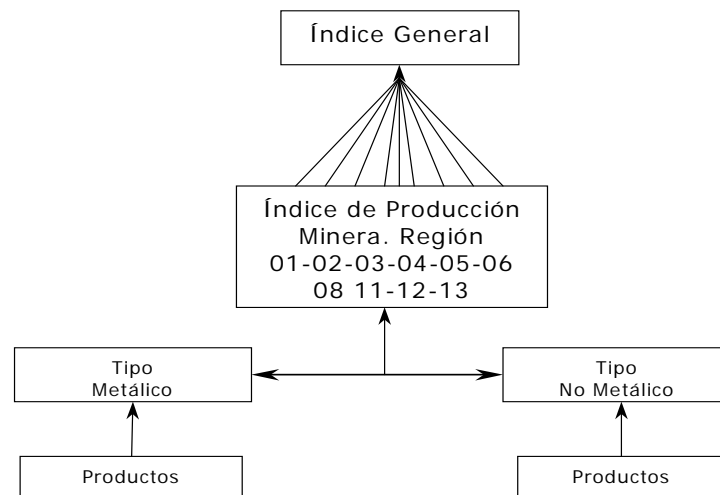 Índice General
Índice de Producción
Minera. Región
01-02-03-04-05-06
08 11-12-13
Tipo
Metálico
Tipo
No Metálico
Productos
Productos